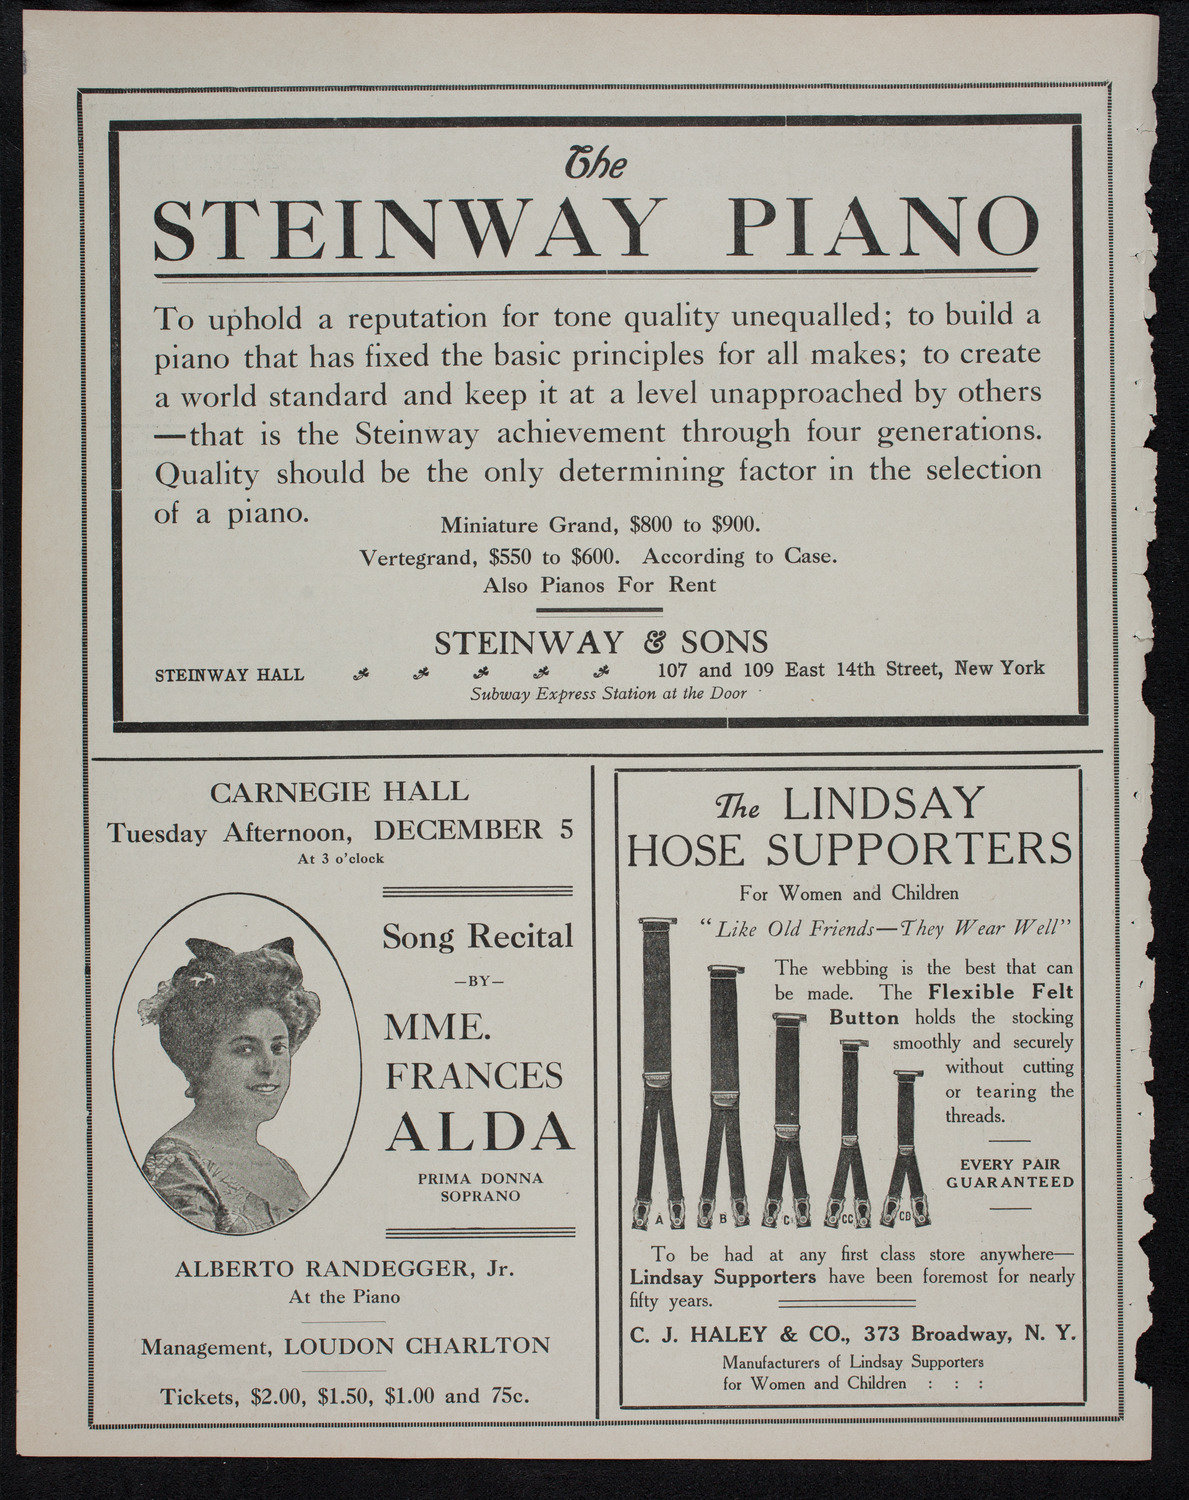 The
STEINWAY PIANO
To uphold a reputation for tone quality unequalled; to build a
piano that has fixed the basic principles for all makes; to create
a world standard and keep it at a level unapproached by others
—that is the Steinway achievement through four generations.
Quality should be the only determining factor in the selection
of a piano.
Miniature Grand, $800 to $900.
Vertegrand, $550 to $600. According to Case.
Also Pianos For Rent
STEINWAY & SONS
STEINWAY HALL 107 and 109 East 14th Street, New York
Subway Express Station at the Door
CARNEGIE HALL
Tuesday Afternoon, DECEMBER 5
At 3 o'clock
Song Recital
—BY—
MME.
FRANCES
ALDA
PRIMA DONNA
SOPRANO
ALBERTO RANDEGGER, Jr.
At the Piano
Management, LOUDON CHARLTON
Tickets, $2.00, $1.50, $1.00 and 75c.
The LINDSAY
HOSE SUPPORTERS
For Women and Children
"Like Old Friends—They Wear Well"
The webbing is the best that can
be made. The Flexible Felt
Button holds the stocking
smoothly and securely
without cutting
or tearing the
threads.
EVERY PAIR
GUARANTEED
A B C CC CD
To be had at any first class store anywhere—
Lindsay Supporters have been foremost for nearly
fifty years.
C. J. HALEY & CO., 373 Broadway, N. Y.
Manufacturers of Lindsay Supporters
for Women and Children : : :